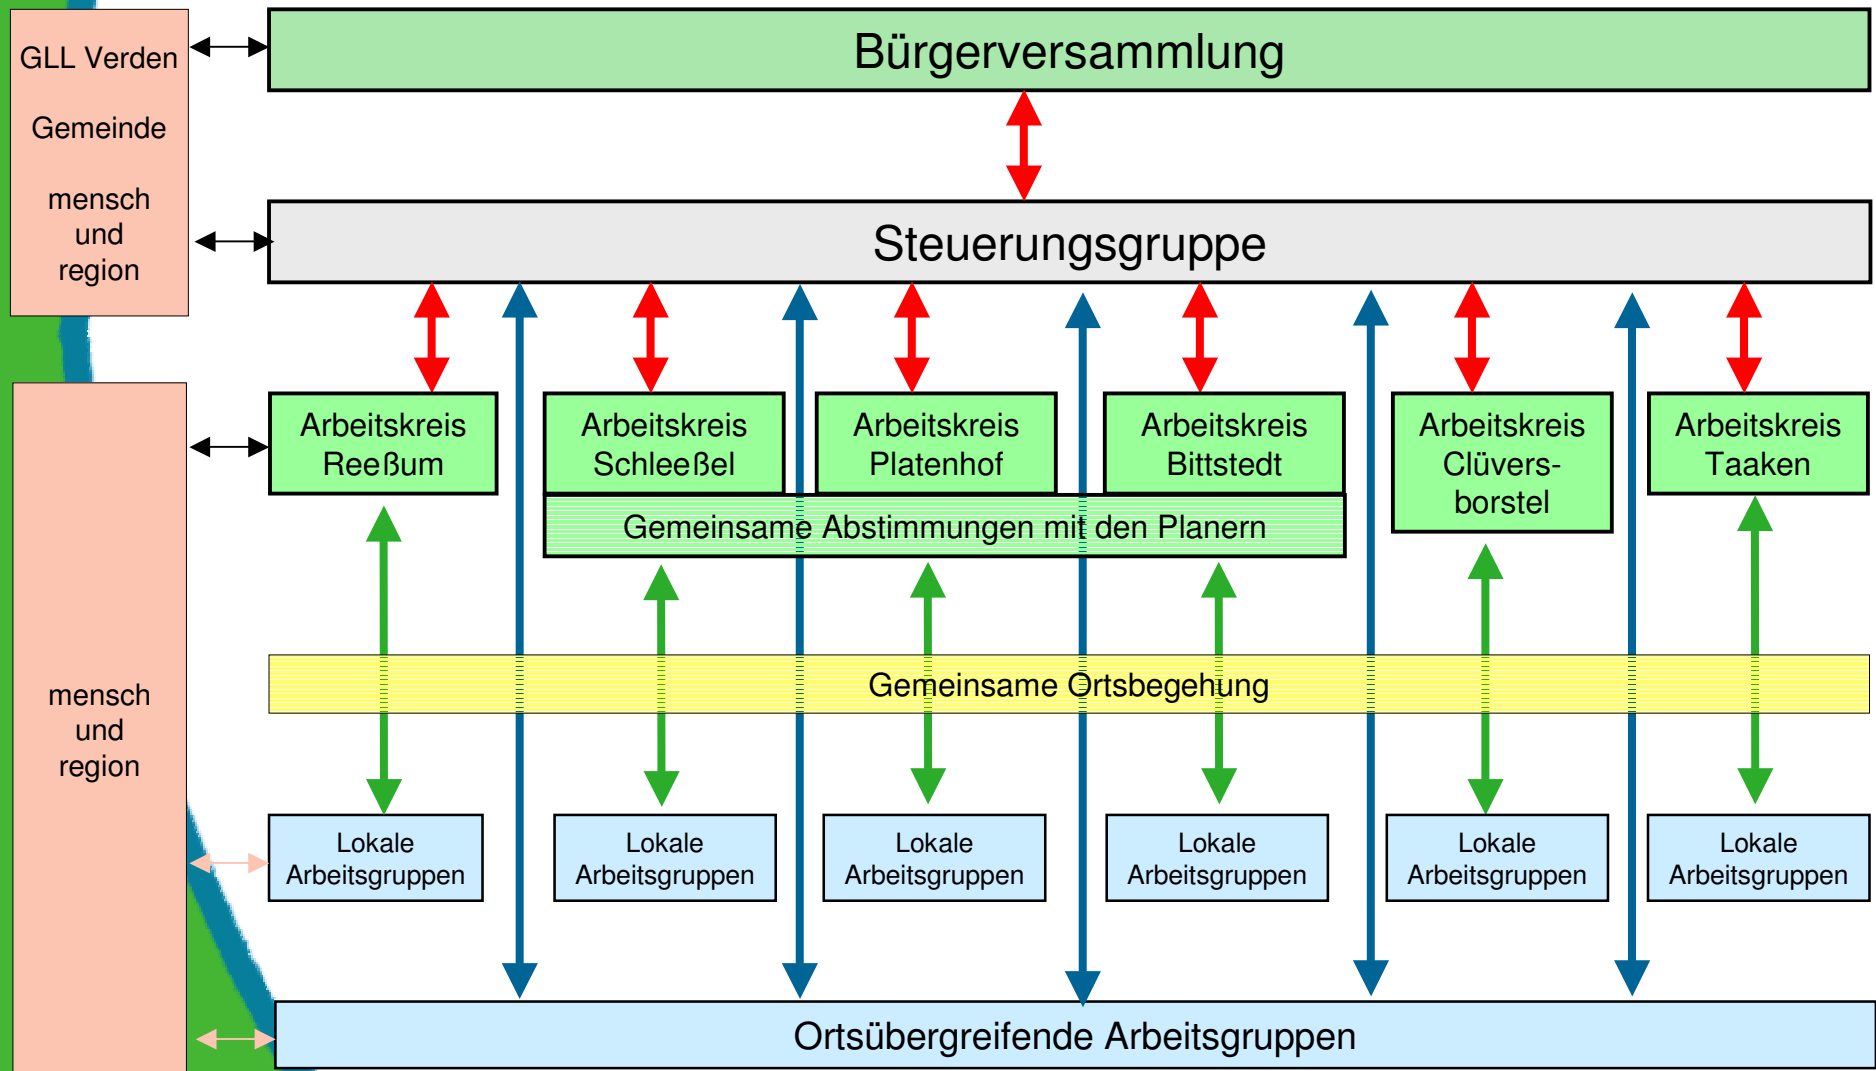 GLL Verden
Gemeinde
mensch
und
region
Bürgerversammlung
Steuerungsgruppe
Arbeitskreis
Reeßum
Arbeitskreis
Schleeßel
Arbeitskreis
Platenhof
Arbeitskreis
Bittstedt
Arbeitskreis
Clüvers-
borstel
Arbeitskreis
Taaken
Gemeinsame Abstimmungen mit den Planern
Gemeinsame Ortsbegehung
mensch
und
region
Lokale
Arbeitsgruppen
Lokale
Arbeitsgruppen
Lokale
Arbeitsgruppen
Lokale
Arbeitsgruppen
Lokale
Arbeitsgruppen
Lokale
Arbeitsgruppen
Ortsübergreifende Arbeitsgruppen